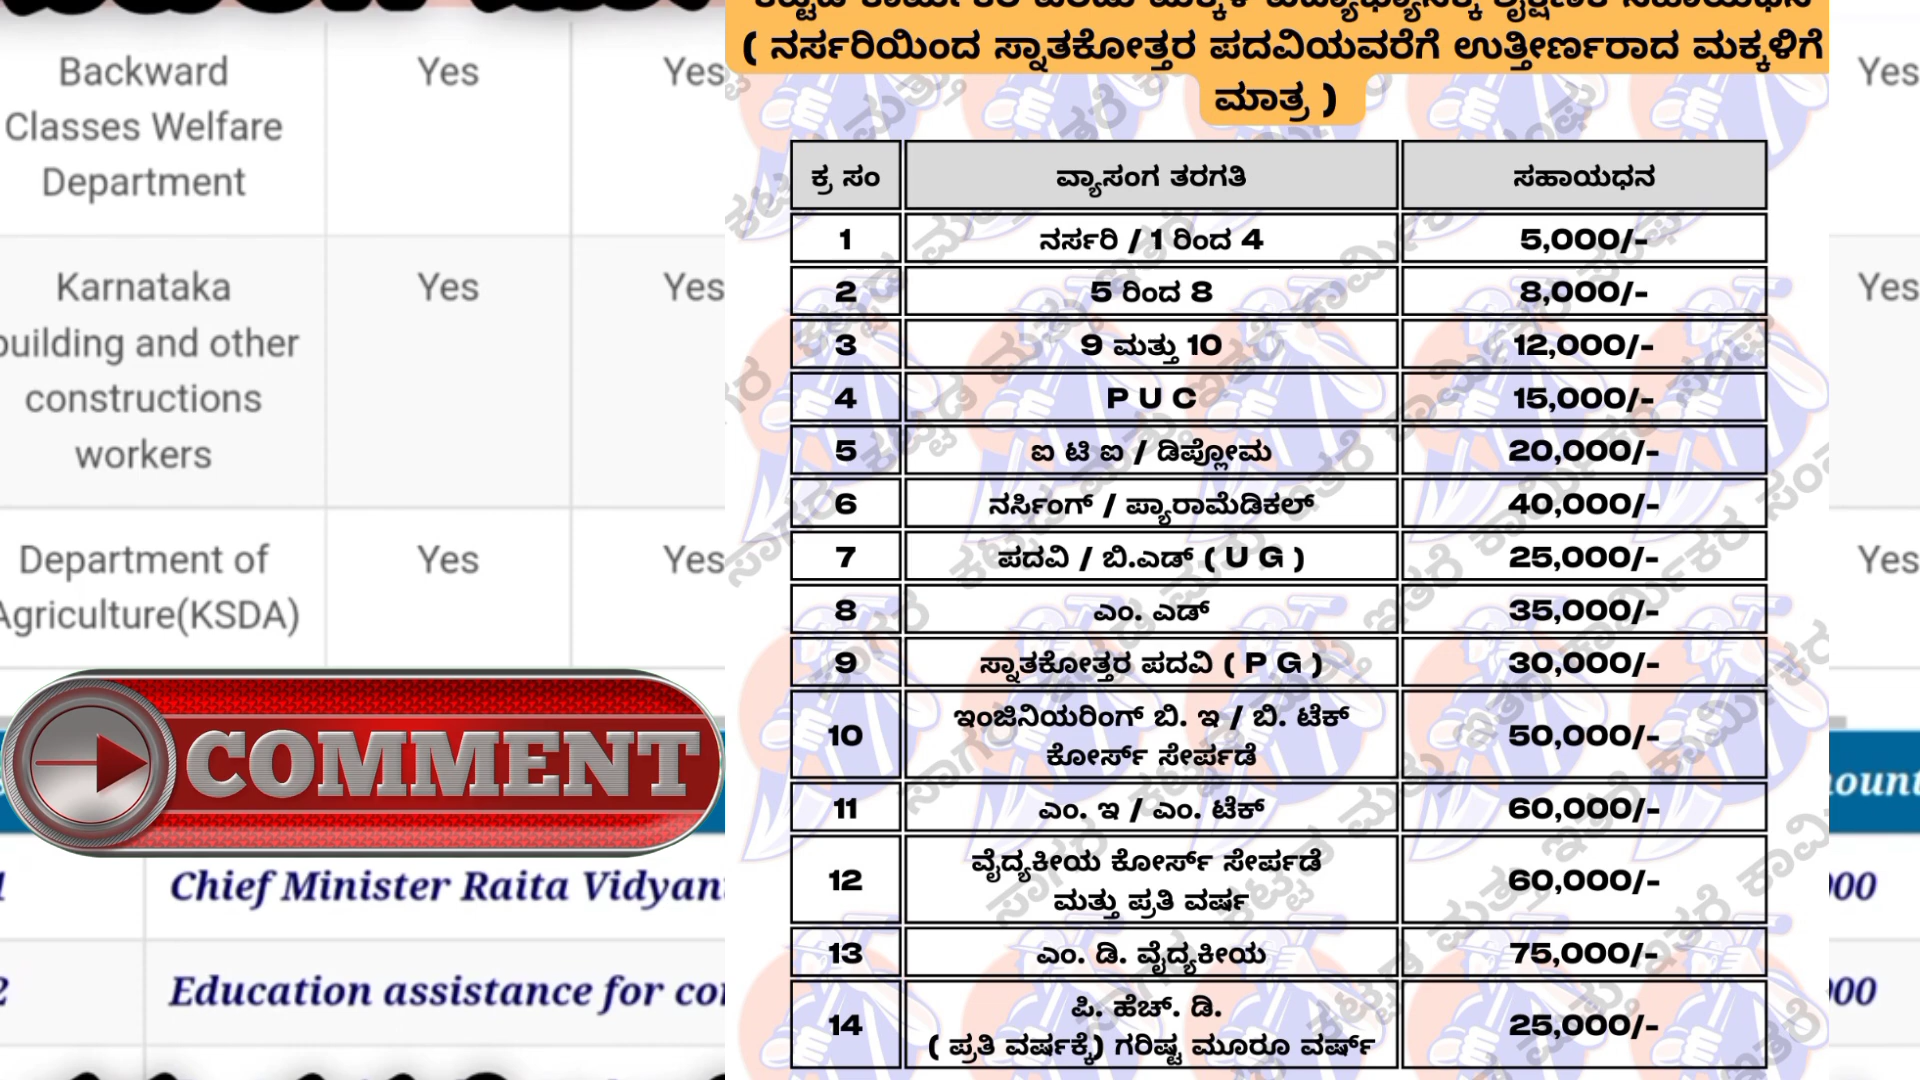 Backward
Classes Welfare
Department
Yes
Yes
Karnataka
building and other
constructions
workers
Yes
Yes
Department of
Agriculture(KSDA)
Yes
Yes
COMMENT
Chief Minister Raita
2
Education assistance for
( ನರ್ಸರಿಯಿಂದ ಸ್ನಾತಕೋತ್ತರ ಪದವಿಯವರೆಗೆ ಉತ್ತೀರ್ಣರಾದ ಮಕ್ಕಳಿಗೆ
ಮಾತ್ರ )
ಕ್ರ ಸಂ ವ್ಯಾಸಂಗ ತರಗತಿ ಸಹಾಯಧನ
1 ನರ್ಸರಿ / 1 ರಿಂದ 4 5,000/-
2 5 ರಿಂದ 8 8,000/-
3 9 ಮತ್ತು 10 12,000/-
4 P U C 15,000/-
5 ಐ ಟಿ ಐ / ಡಿಪ್ಲೋಮ 20,000/-
6 ನರ್ಸಿಂಗ್ / ಪ್ಯಾರಾಮೆಡಿಕಲ್ 40,000/-
7 ಪದವಿ / ಬಿ.ಎಡ್ ( U G ) 25,000/-
8 ಎಂ. ಎಡ್ 35,000/-
9 ಸ್ನಾತಕೋತ್ತರ ಪದವಿ ( P G ) 30,000/-
10 ಇಂಜಿನಿಯರಿಂಗ್ ಬಿ. ಇ / ಬಿ. ಟೆಕ್
ಕೋರ್ಸ್ ಸೇರ್ಪಡೆ 50,000/-
11 ಎಂ. ಇ / ಎಂ. ಟೆಕ್ 60,000/-
12 ವೈದ್ಯಕೀಯ ಕೋರ್ಸ್ ಸೇರ್ಪಡೆ
ಮತ್ತು ಪ್ರತಿ ವರ್ಷ 60,000/-
13 ಎಂ. ಡಿ. ವೈದ್ಯಕೀಯ 75,000/-
14 ಪಿ. ಹೆಚ್. ಡಿ.
( ಪ್ರತಿ ವರ್ಷಕ್ಕೆ) ಗರಿಷ್ಟ ಮೂರೂ ವರ್ಷ್ 25,000/-
Yes
Yes
Yes